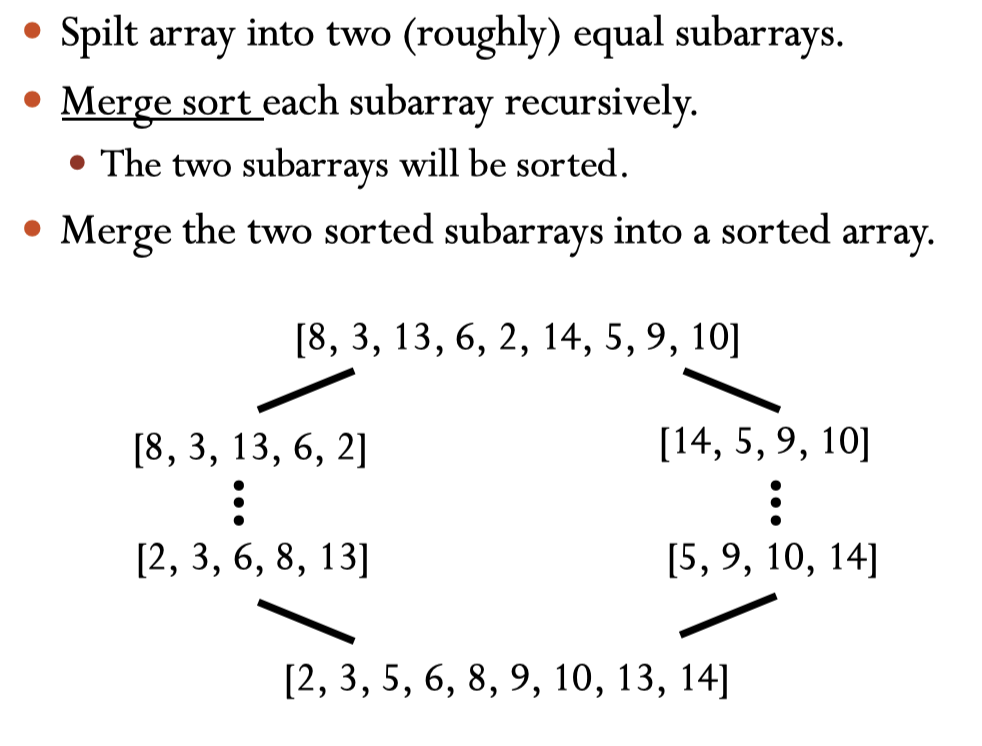 Spilt array into two (roughly) equal subarrays.
Merge sort each subarray recursively.
The two subarrays will be sorted.
Merge the two sorted subarrays into a sorted array.
[8, 3, 13, 6, 2, 14, 5, 9, 10]
[8, 3, 13, 6, 2]
[14, 5, 9, 10]
[2, 3, 6, 8, 13]
[5, 9, 10, 14]
[2, 3, 5, 6, 8, 9, 10, 13, 14]